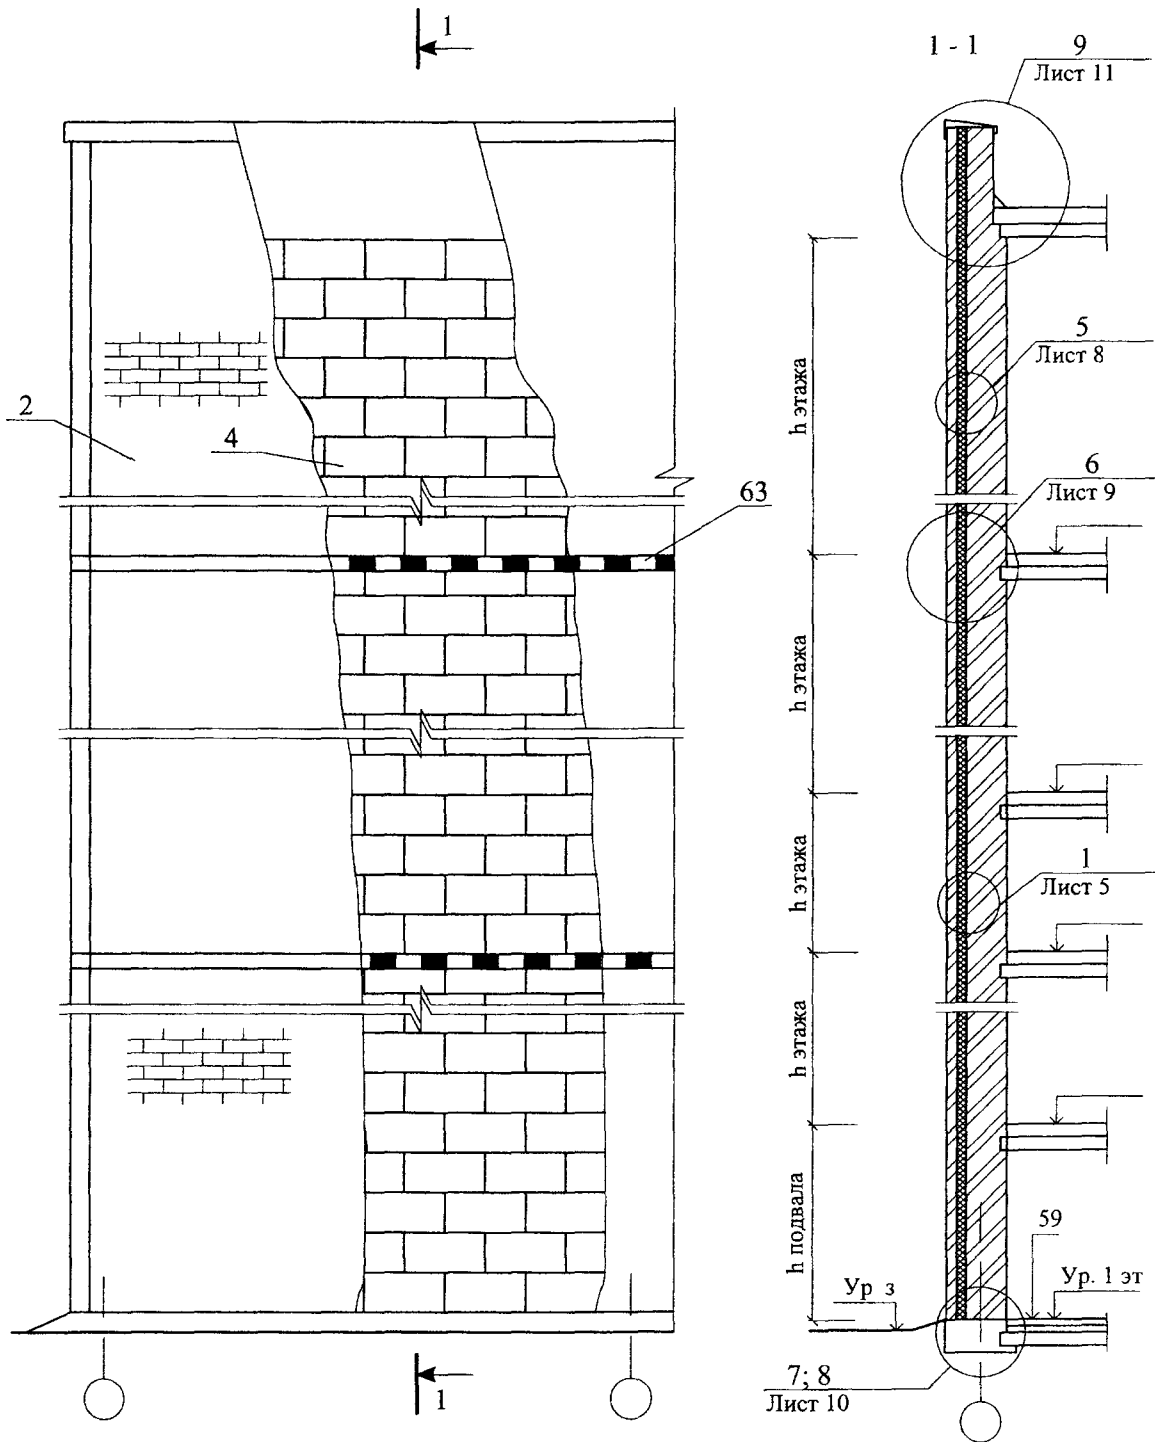 1
1 - 1
9
Лист 11
5
Лист 8
2
4
h этажа
6
Лист 9
63
h этажа
h этажа
1
Лист 5
h этажа
h подвала
59
Ур з
Ур. 1 эт
1
7; 8
Лист 10